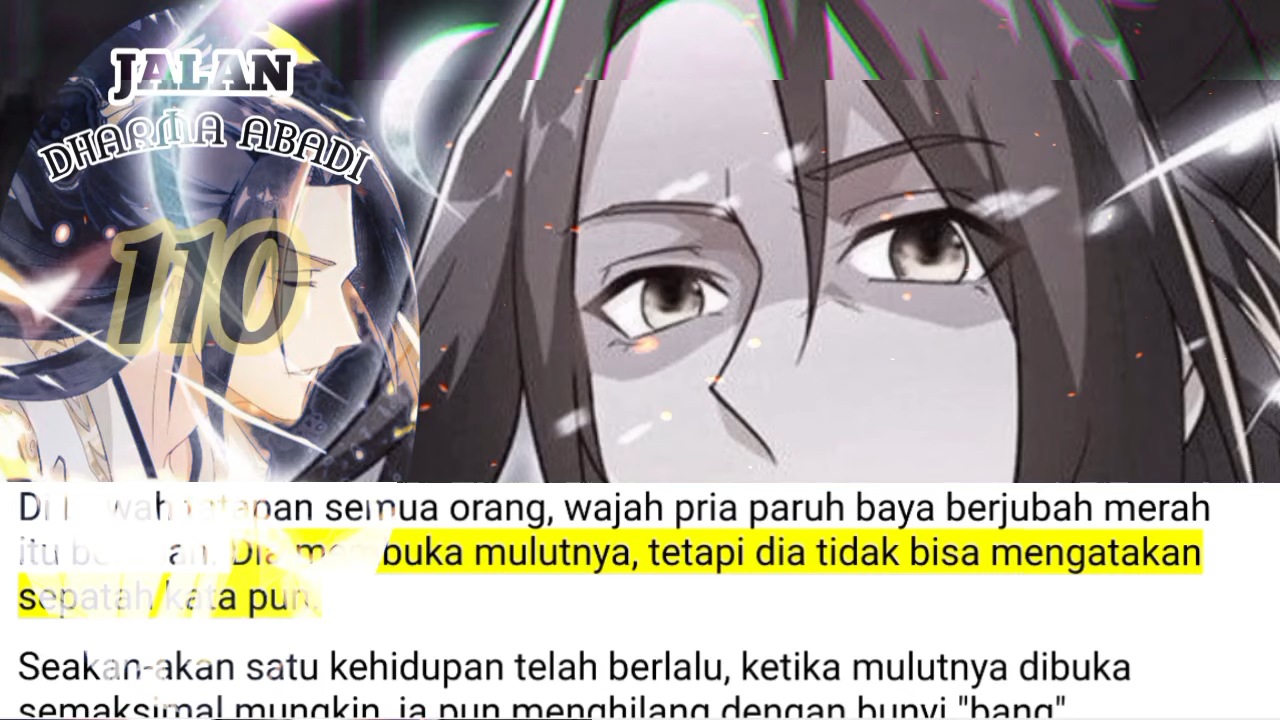 JALAN
DHARMA ABADI
110
Di bawah tatapan semua orang, wajah pria paruh baya berjubah merah
itu berubah. Dia membuka mulutnya, tetapi dia tidak bisa mengatakan
sepatah kata pun.
Seakan-akan satu kehidupan telah berlalu, ketika mulutnya dibuka
semaksimal mungkin, ia pun menghilang dengan bunyi "bang"